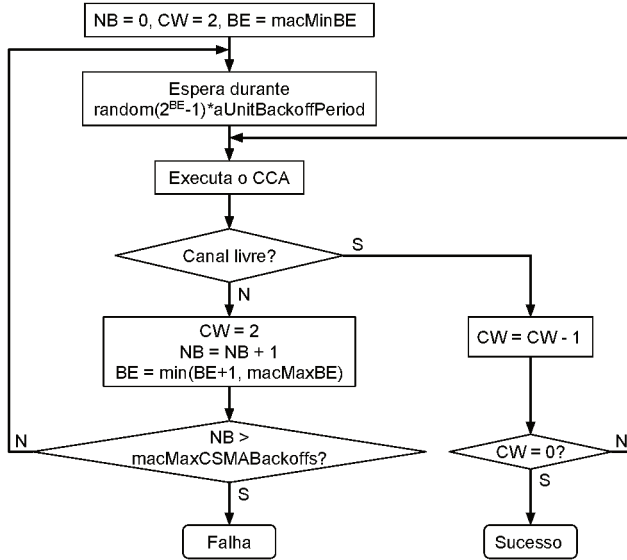 NB = 0, CW = 2, BE = macMinBE
Espera durante
random(2^BE-1)*aUnitBackoffPeriod
Executa o CCA
Canal livre?
S
N
CW = 2
NB = NB + 1
BE = min(BE+1, macMaxBE)
CW = CW - 1
N
NB >
macMaxCSMABackoffs?
S
CW = 0?
N
S
Falha
Sucesso